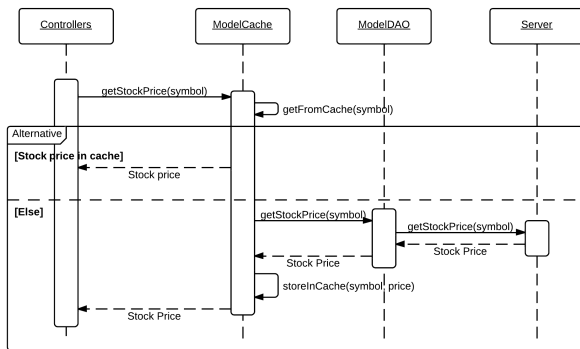 Controllers
ModelCache
ModelDAO
Server
getStockPrice(symbol)
getFromCache(symbol)
Alternative
[Stock price in cache]
Stock price
[Else]
getStockPrice(symbol)
getStockPrice(symbol)
Stock Price
Stock Price
storeInCache(symbol, price)
Stock Price